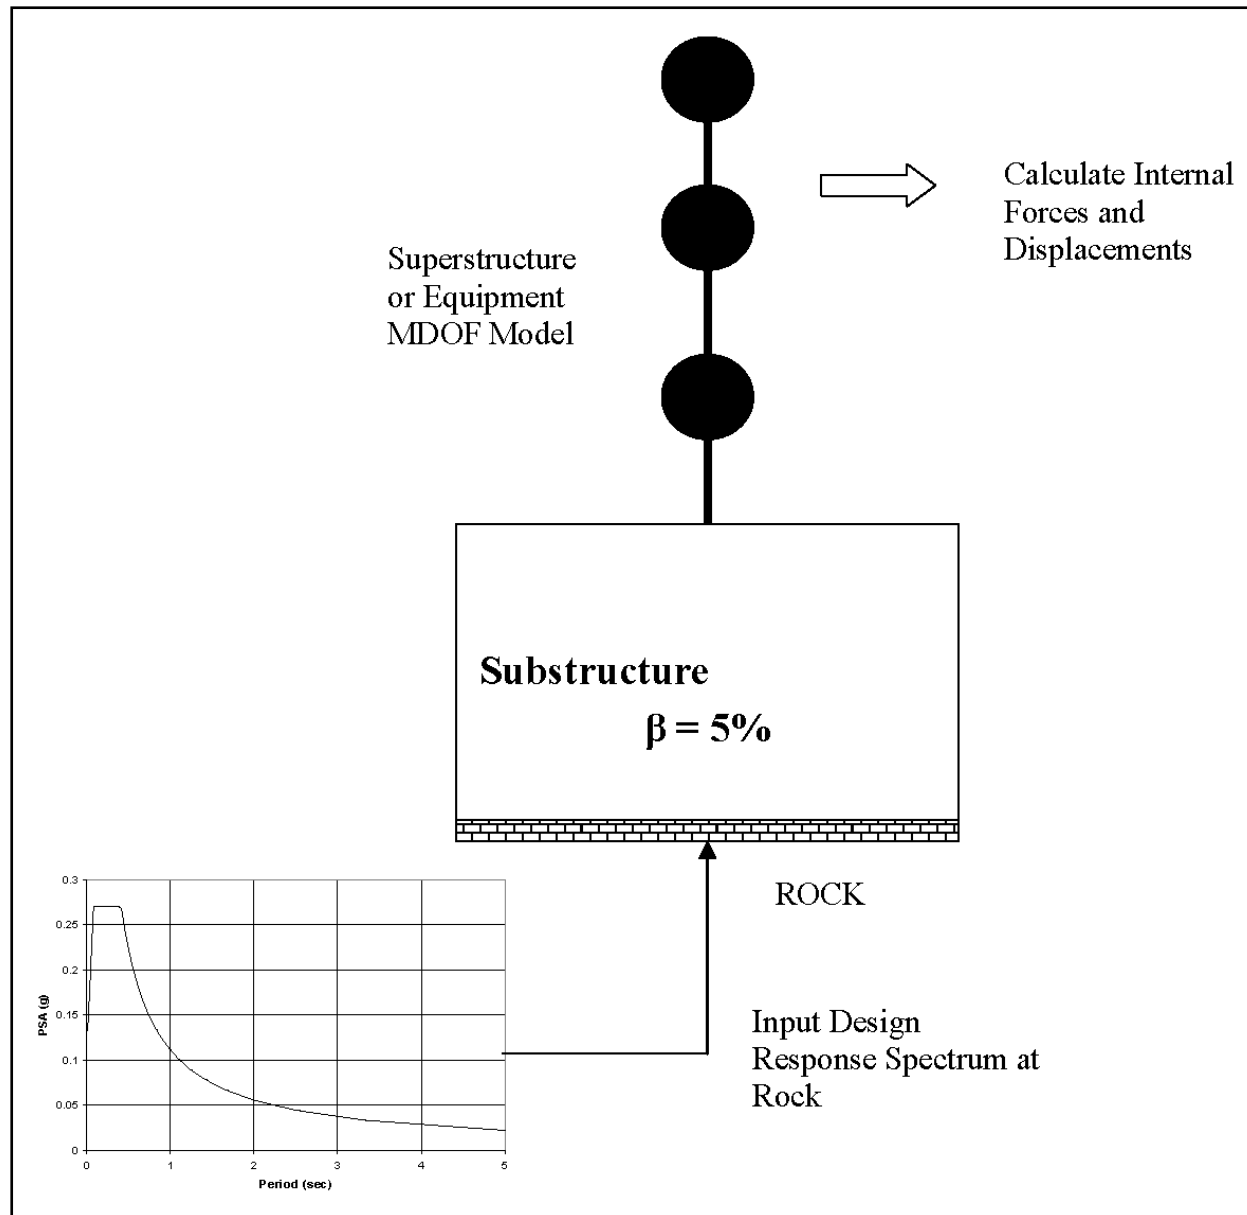 Calculate Internal
Forces and
Displacements
Superstructure
or Equipment
MDOF Model
Substructure
β = 5%
ROCK
Input Design
Response Spectrum at
Rock
0.3
0.25
0.2
0.15
0.1
0.05
0
PSA (g)
0 1 2 3 4 5
Period (sec)